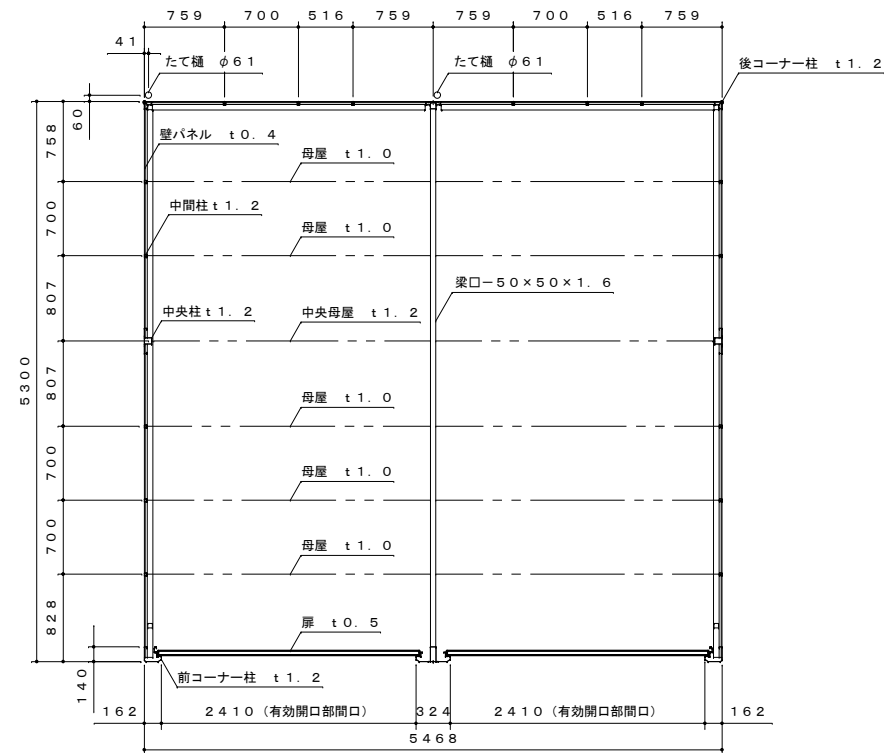 759 700 516 759 759 700 516 759
41
たて樋 φ61
たて樋 φ61
後コーナー柱 t1.2
60
758
壁パネル t0.4
母屋 t1.0
700
中間柱t1.2
母屋 t1.0
807
梁口-50×50×1.6
中央柱t1.2
中央母屋 t1.2
5300
807
母屋 t1.0
700
母屋 t1.0
700
母屋 t1.0
828
扉 t0.5
140
前コーナー柱 t1.2
162 2410(有効開口部間口) 324 2410(有効開口部間口) 162
5468